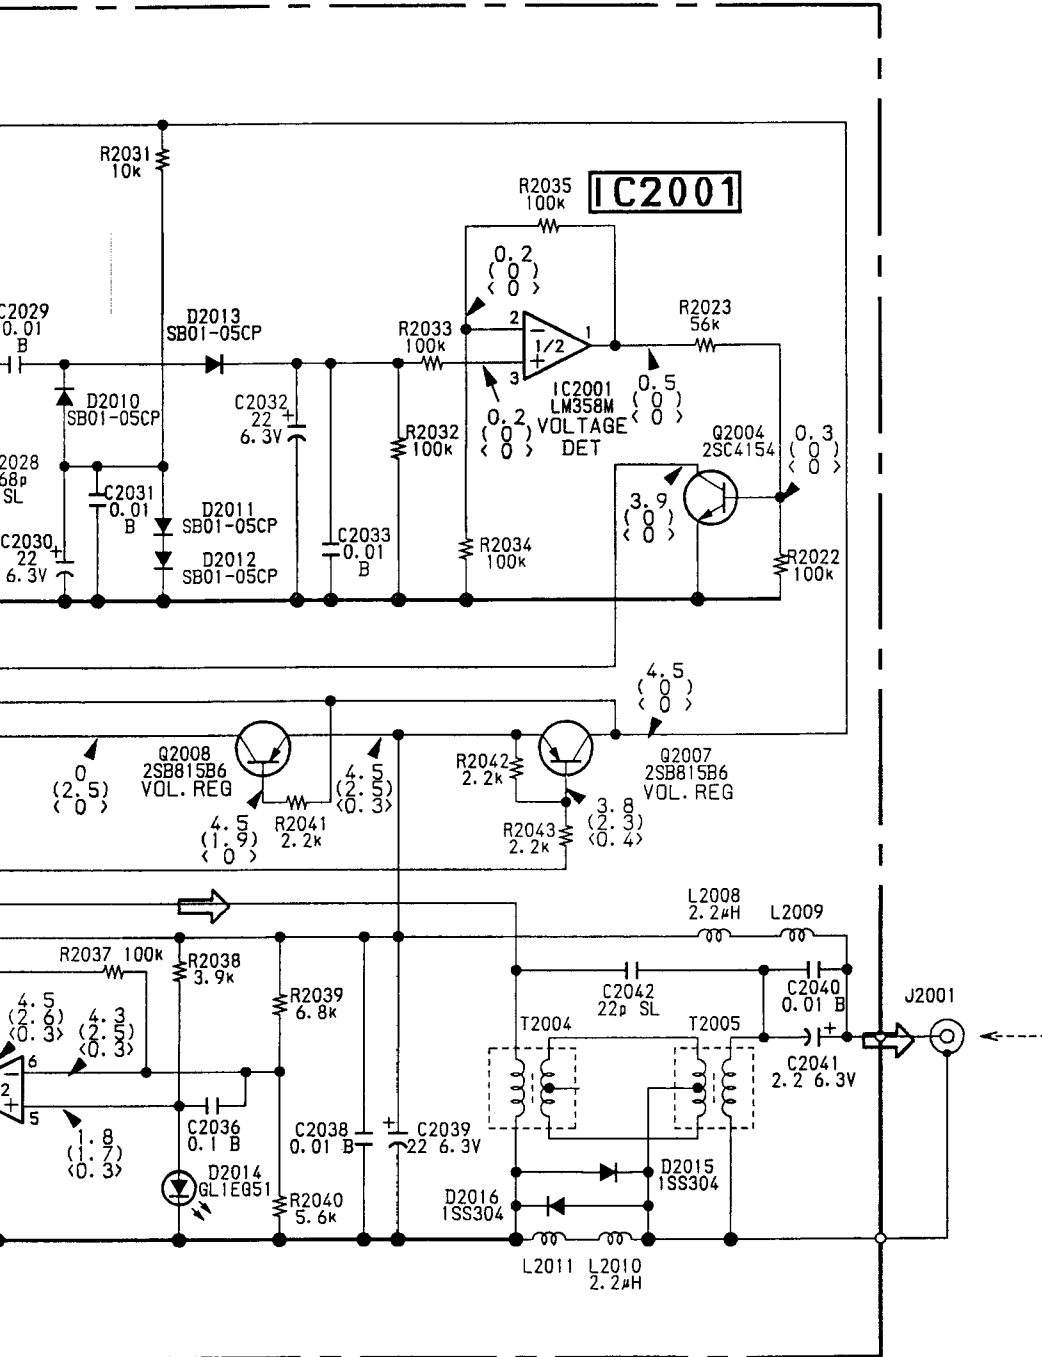 R2031
10k
R2035
100k
IC2001
0.2
( 0 )
< 0 >
C2029
0.01
B
D2013
SB01-05CP
R2033
100k
2
−
1/2
+
3
1
R2023
56k
IC2001
LM358M
VOLTAGE
DET
0.5
( 0 )
< 0 >
D2010
SB01-05CP
C2032
22
6.3V
+
R2032
100k
0.2
( 0 )
< 0 >
Q2004
2SC4154
0.3
( 0 )
< 0 >
2028
68p
SL
C2031
0.01
B
3.9
( 0 )
< 0 >
D2011
SB01-05CP
C2030
22
6.3V
+
D2012
SB01-05CP
C2033
0.01
B
R2034
100k
R2022
100k
4.5
( 0 )
< 0 >
0
(2.5)
< 0 >
Q2008
2SB815B6
VOL.REG
4.5
(2.5)
<0.3>
R2042
2.2k
Q2007
2SB815B6
VOL.REG
4.5
(1.9)
< 0 >
R2041
2.2k
R2043
2.2k
3.8
(2.3)
<0.4>
L2008
2.2μH
L2009
R2037 100k
R2038
3.9k
R2039
6.8k
C2042
22p SL
C2040
0.01 B
J2001
4.5
(2.6)
<0.3>
4.3
(2.5)
<0.3>
T2004
T2005
+
C2041
2.2 6.3V
6
−
2
+
5
1.8
(1.7)
<0.3>
C2036
0.1 B
C2038
0.01 B
+
C2039
22 6.3V
D2014
GL1EG51
R2040
5.6k
D2015
1SS304
D2016
1SS304
L2011
L2010
2.2μH